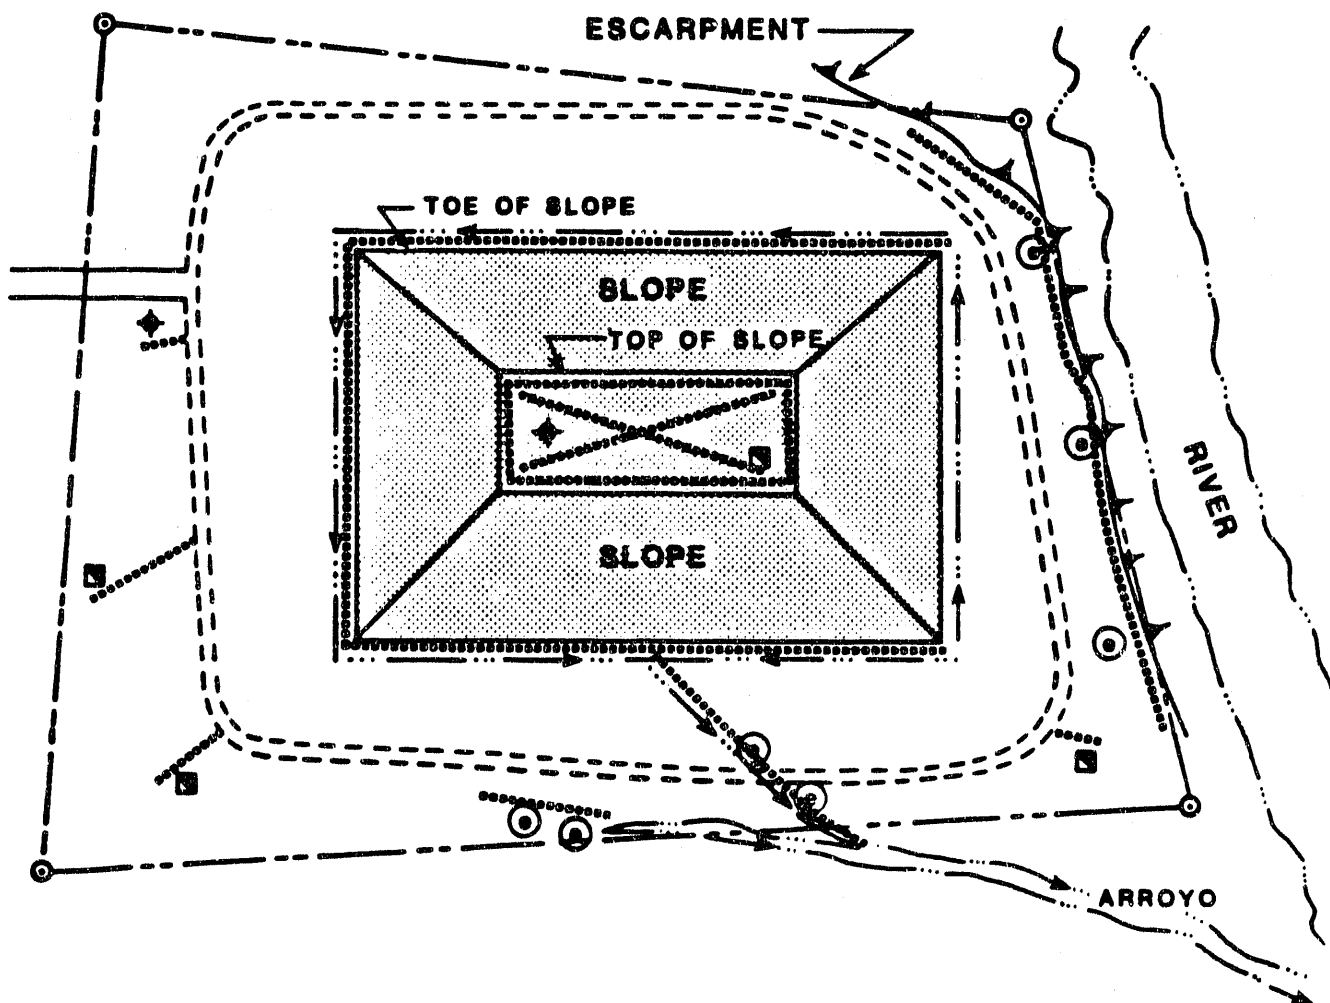 ESCARPMENT
TOE OF SLOPE
SLOPE
TOP OF SLOPE
SLOPE
RIVER
ARROYO